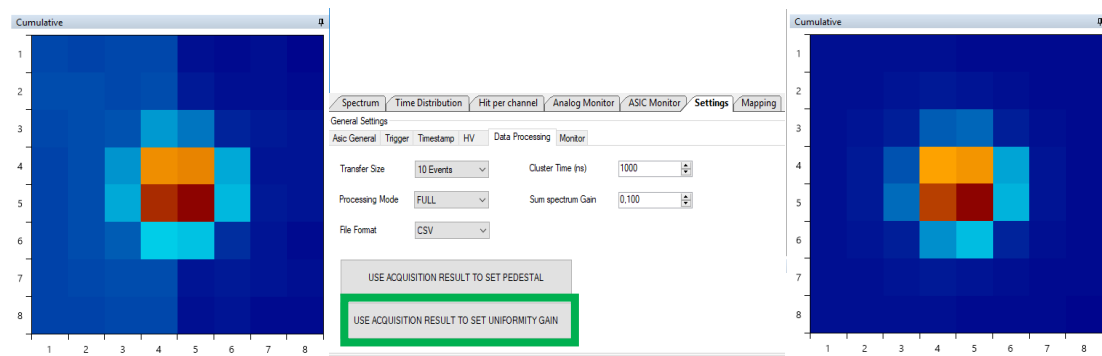 Cumulative
1
2
3
4
5
6
7
8
1 2 3 4 5 6 7 8
Spectrum Time Distribution Hit per channel Analog Monitor ASIC Monitor Settings Mapping
General Settings
Asic General Trigger Timestamp HV Data Processing Monitor
Transfer Size 10 Events Cluster Time (ns) 1000
Processing Mode FULL Sum spectrum Gain 0,100
File Format CSV
USE ACQUISITION RESULT TO SET PEDESTAL
USE ACQUISITION RESULT TO SET UNIFORMITY GAIN
Cumulative
1
2
3
4
5
6
7
8
1 2 3 4 5 6 7 8